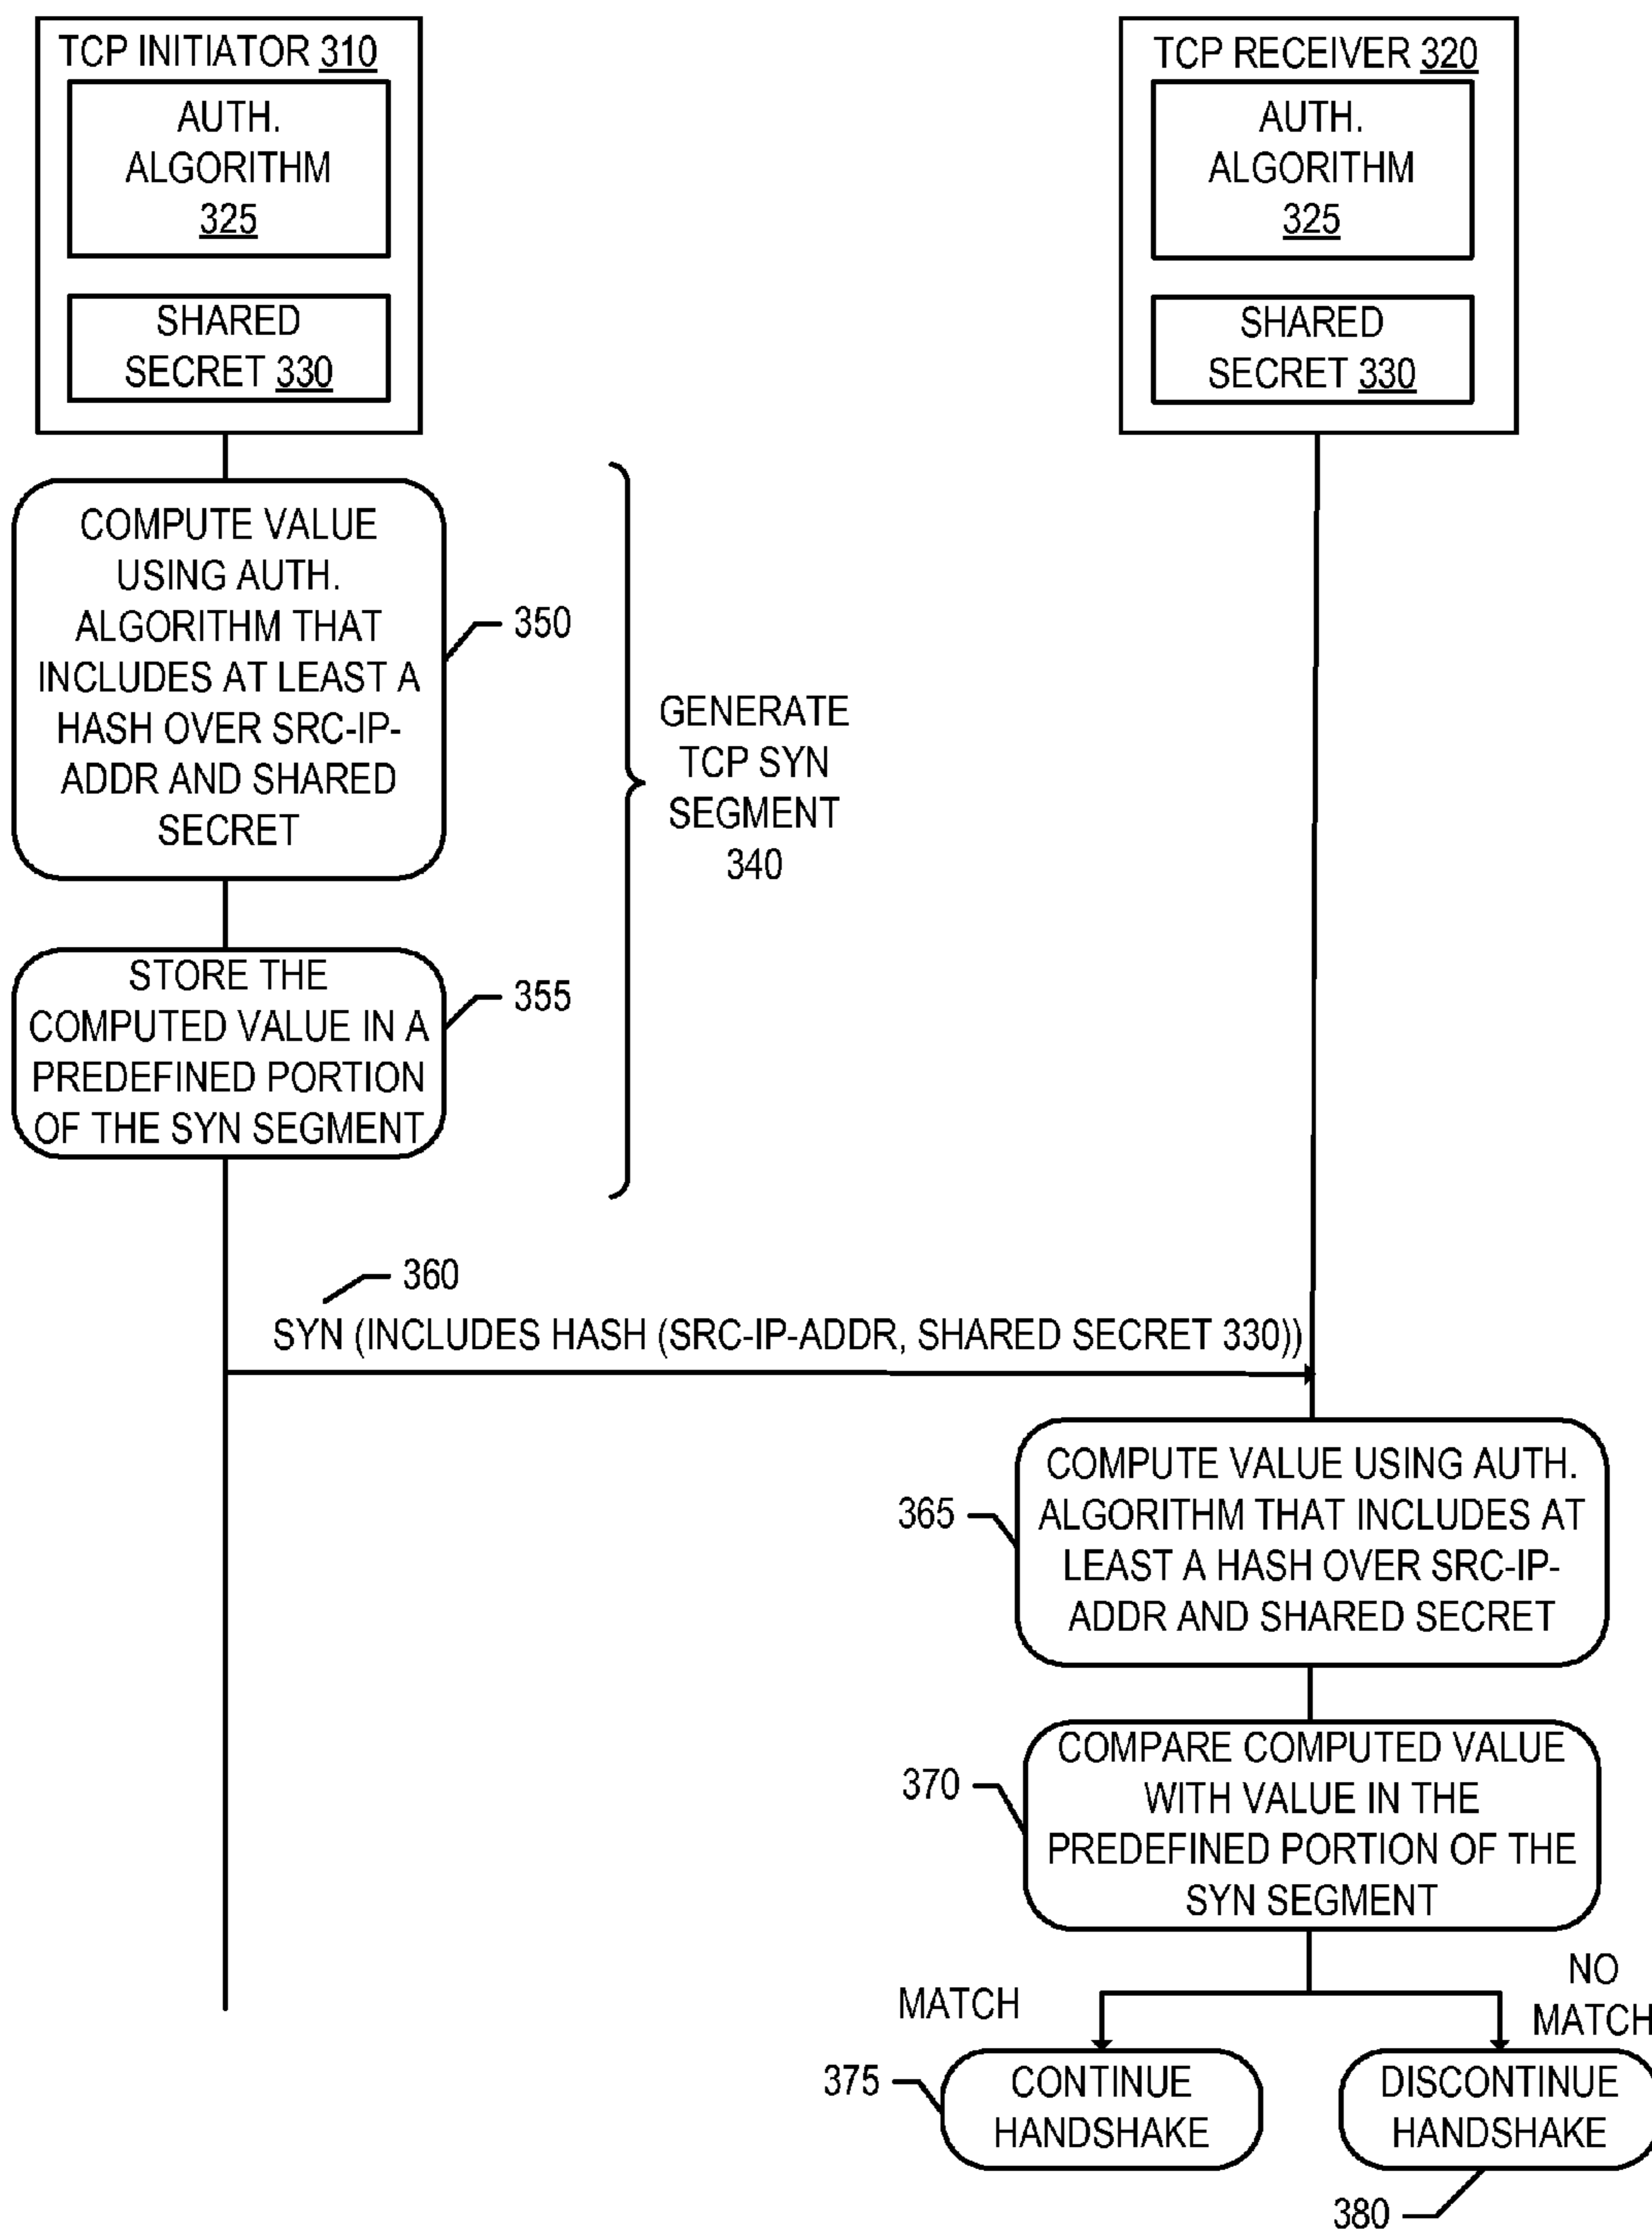 TCP INITIATOR 310
AUTH.
ALGORITHM
325
SHARED
SECRET 330
TCP RECEIVER 320
AUTH.
ALGORITHM
325
SHARED
SECRET 330
COMPUTE VALUE
USING AUTH.
ALGORITHM THAT
INCLUDES AT LEAST A
HASH OVER SRC-IP-
ADDR AND SHARED
SECRET
350
GENERATE
TCP SYN
SEGMENT
340
STORE THE
COMPUTED VALUE IN A
PREDEFINED PORTION
OF THE SYN SEGMENT
355
360
SYN (INCLUDES HASH (SRC-IP-ADDR, SHARED SECRET 330))
365
COMPUTE VALUE USING AUTH.
ALGORITHM THAT INCLUDES AT
LEAST A HASH OVER SRC-IP-
ADDR AND SHARED SECRET
370
COMPARE COMPUTED VALUE
WITH VALUE IN THE
PREDEFINED PORTION OF THE
SYN SEGMENT
MATCH
NO
MATCH
375
CONTINUE
HANDSHAKE
DISCONTINUE
HANDSHAKE
380